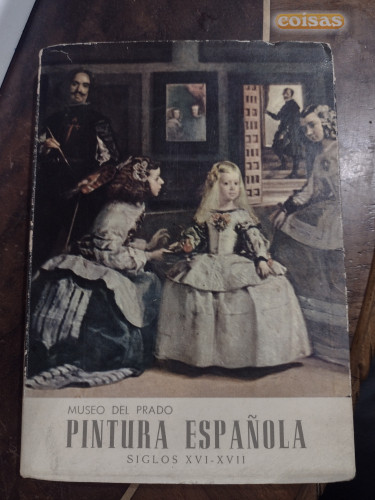 coisas
MUSEO DEL PRADO
PINTURA ESPAÑOLA
SIGLOS XVI-XVII